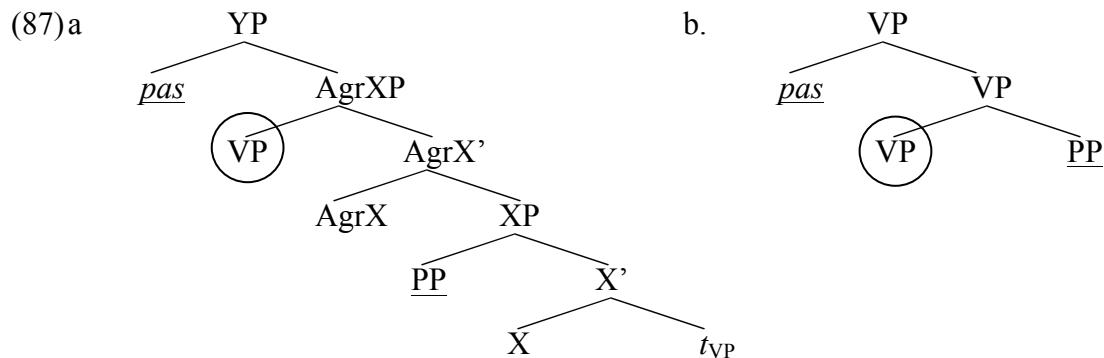 (87)a YP b. VP
pas AgrXP pas VP
VP AgrX’ VP PP
AgrX XP
PP X’
X tVP